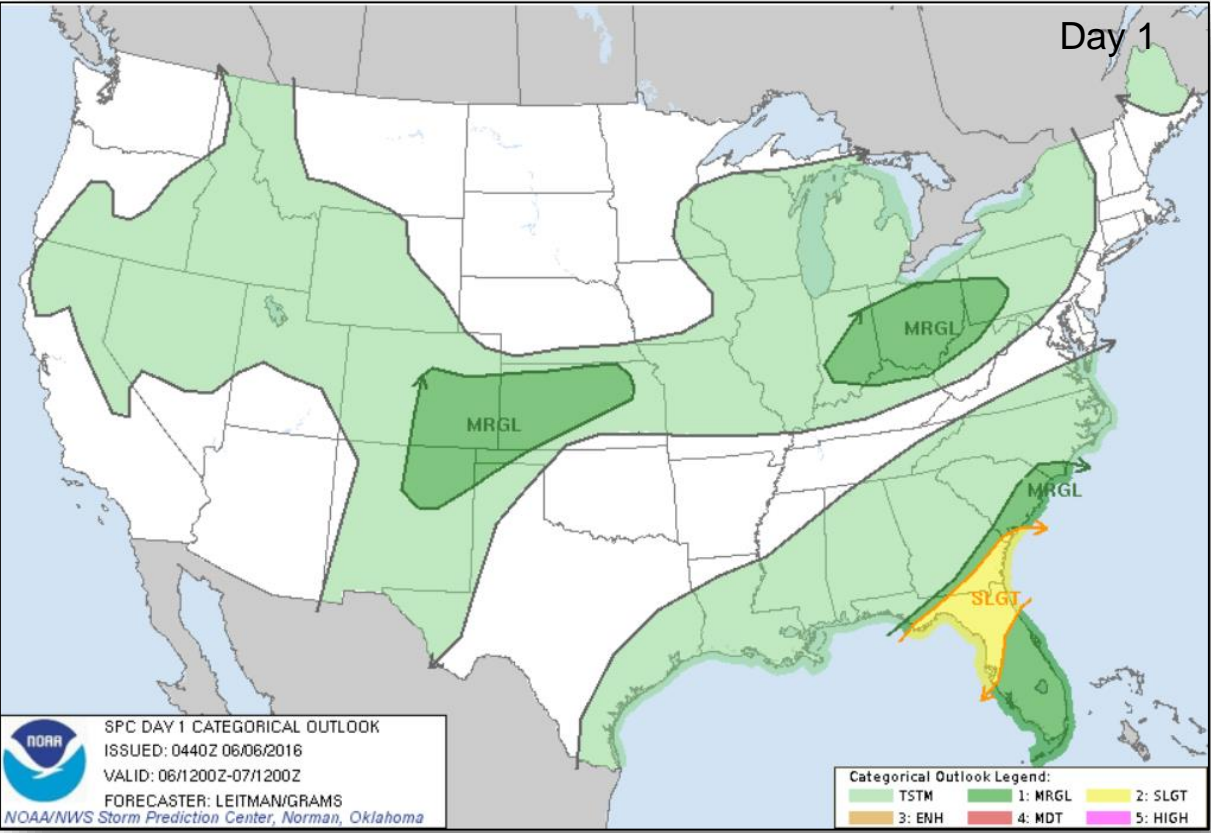 Day 1
MRGL
MRGL
MRGL
SLGT
NOAA
SPC DAY 1 CATEGORICAL OUTLOOK
ISSUED: 0440Z 06/06/2016
VALID: 06/1200Z-07/1200Z
FORECASTER: LEITMAN/GRAMS
NOAA/NWS Storm Prediction Center, Norman, Oklahoma
Categorical Outlook Legend:
TSTM 1: MRGL 2: SLGT
3: ENH 4: MDT 5: HIGH